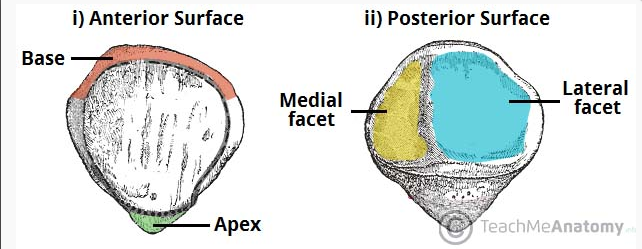 i) Anterior Surface
ii) Posterior Surface
Base
Medial
facet
Lateral
facet
Apex
© TeachMeAnatomy